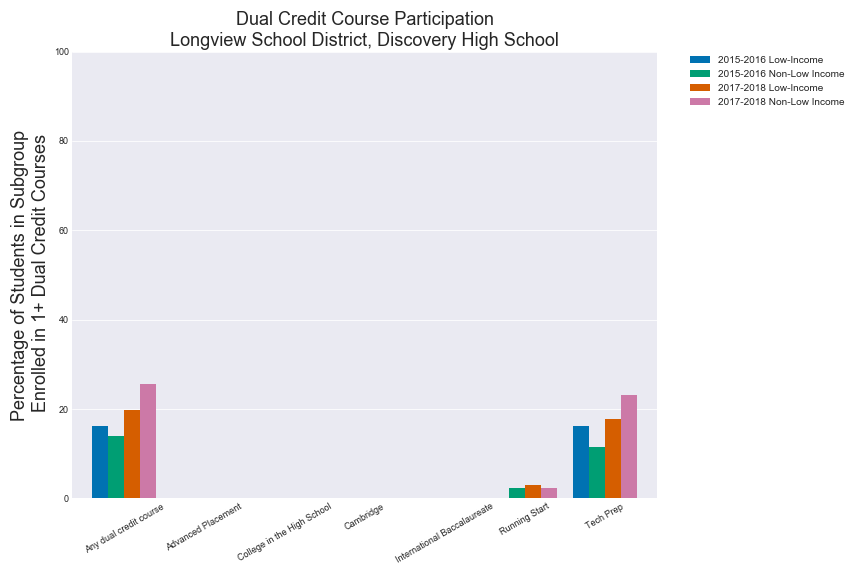 Dual Credit Course Participation
Longview School District, Discovery High School
Percentage of Students in Subgroup
Enrolled in 1+ Dual Credit Courses
100
80
60
40
20
0
Any dual credit course
Advanced Placement
College in the High School
Cambridge
International Baccalaureate
Running Start
Tech Prep
2015-2016 Low-Income
2015-2016 Non-Low Income
2017-2018 Low-Income
2017-2018 Non-Low Income